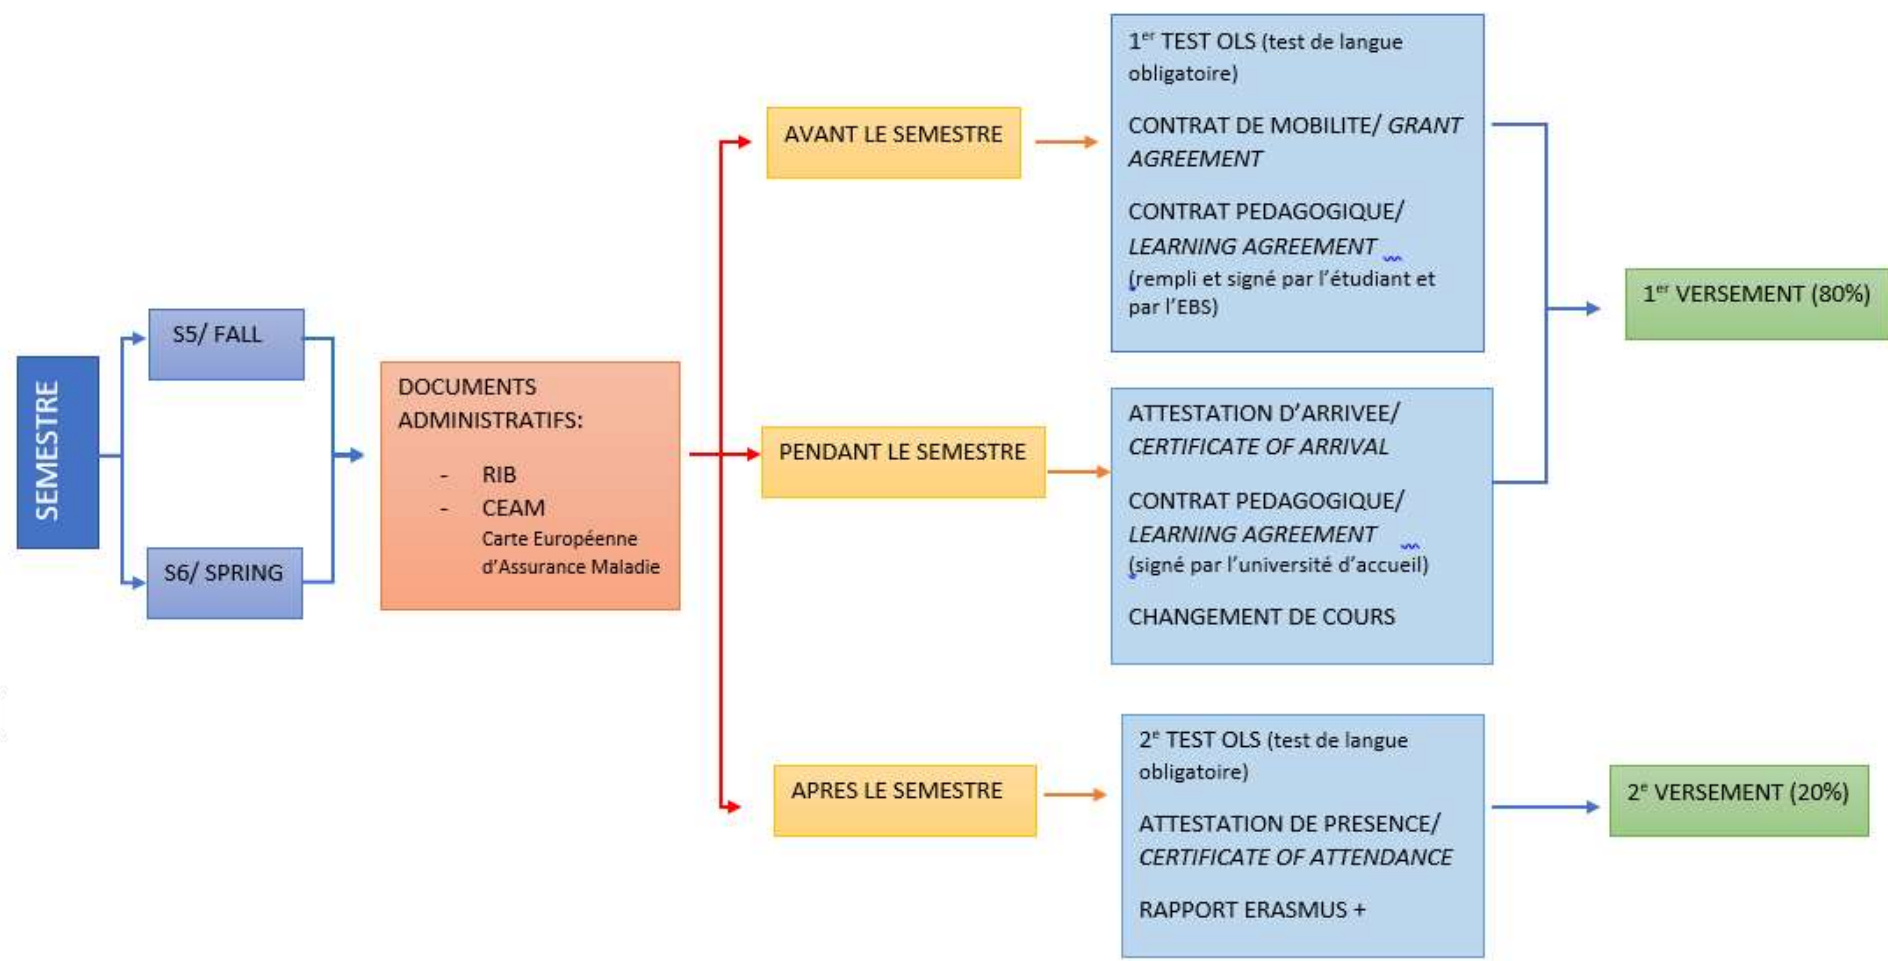 SEMESTRE
S5/ FALL
S6/ SPRING
DOCUMENTS
ADMINISTRATIFS:
- RIB
- CEAM
Carte Européenne
d’Assurance Maladie
AVANT LE SEMESTRE
1er TEST OLS (test de langue
obligatoire)
CONTRAT DE MOBILITE/ GRANT
AGREEMENT
CONTRAT PEDAGOGIQUE/
LEARNING AGREEMENT
(rempli et signé par l’étudiant et
par l’EBS)
PENDANT LE SEMESTRE
ATTESTATION D’ARRIVEE/
CERTIFICATE OF ARRIVAL
CONTRAT PEDAGOGIQUE/
LEARNING AGREEMENT
(signé par l’université d’accueil)
CHANGEMENT DE COURS
1er VERSEMENT (80%)
APRES LE SEMESTRE
2e TEST OLS (test de langue
obligatoire)
ATTESTATION DE PRESENCE/
CERTIFICATE OF ATTENDANCE
RAPPORT ERASMUS +
2e VERSEMENT (20%)